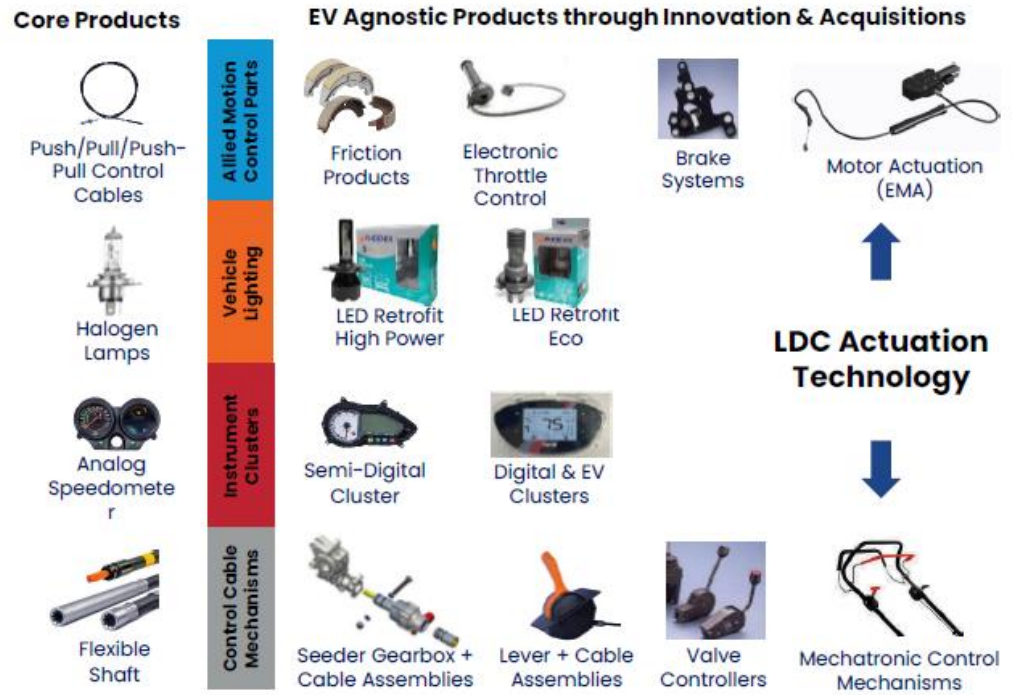 Core Products
EV Agnostic Products through Innovation & Acquisitions
Allied Motion
Control Parts
Push/Pull/Push-
Pull Control
Cables
Friction
Products
Electronic
Throttle
Control
Brake
Systems
Motor Actuation
(EMA)
Vehicle
Lighting
Halogen
Lamps
LED Retrofit
High Power
LED Retrofit
Eco
LDC Actuation
Technology
Instrument
Clusters
Analog
Speedomete
r
Semi-Digital
Cluster
75
Digital & EV
Clusters
Control Cable
Mechanisms
Flexible
Shaft
Seeder Gearbox +
Cable Assemblies
Lever + Cable
Assemblies
Valve
Controllers
Mechatronic Control
Mechanisms